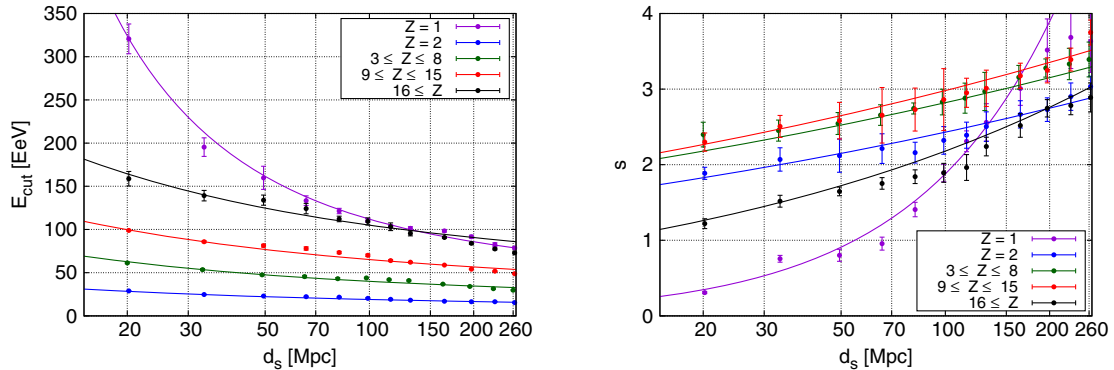 350
300
250
200
150
100
50
0
E_cut [EeV]
20 30 50 70 100 140 200 260
d_s [Mpc]
Z = 1
Z = 2
3 ≤ Z ≤ 8
9 ≤ Z ≤ 15
16 ≤ Z
4
3
2
1
0
s
20 30 50 70 100 140 200 260
d_s [Mpc]
Z = 1
Z = 2
3 ≤ Z ≤ 8
9 ≤ Z ≤ 15
16 ≤ Z